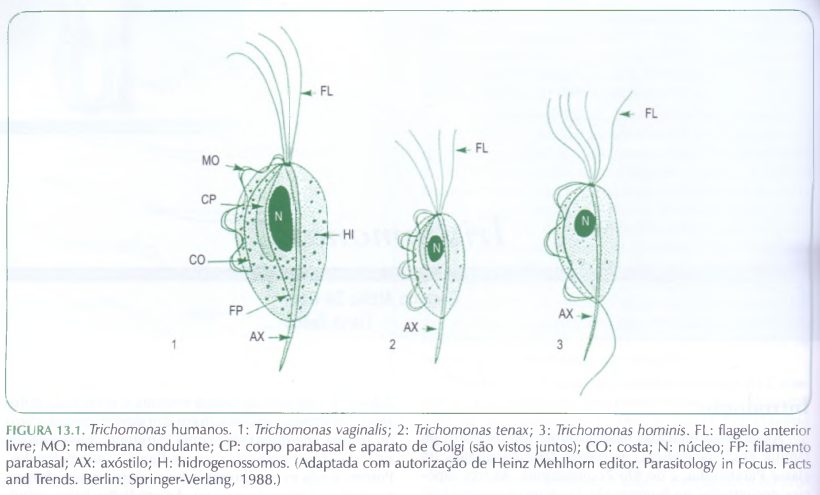 FL
MO
CP
N
HI
CO
FP
AX
1
FL
N
AX
2
FL
N
AX
3
FIGURA 13.1. Trichomonas humanos. 1: Trichomonas vaginalis; 2: Trichomonas tenax; 3: Trichomonas hominis. FL: flagelo anterior
livre; MO: membrana ondulante; CP: corpo parabasal e aparato de Golgi (são vistos juntos); CO: costa; N: núcleo; FP: filamento
parabasal; AX: axóstilo; H: hidrogenossomos. (Adaptada com autorização de Heinz Mehlhorn editor. Parasitology in Focus. Facts
and Trends. Berlin: Springer-Verlang, 1988.)